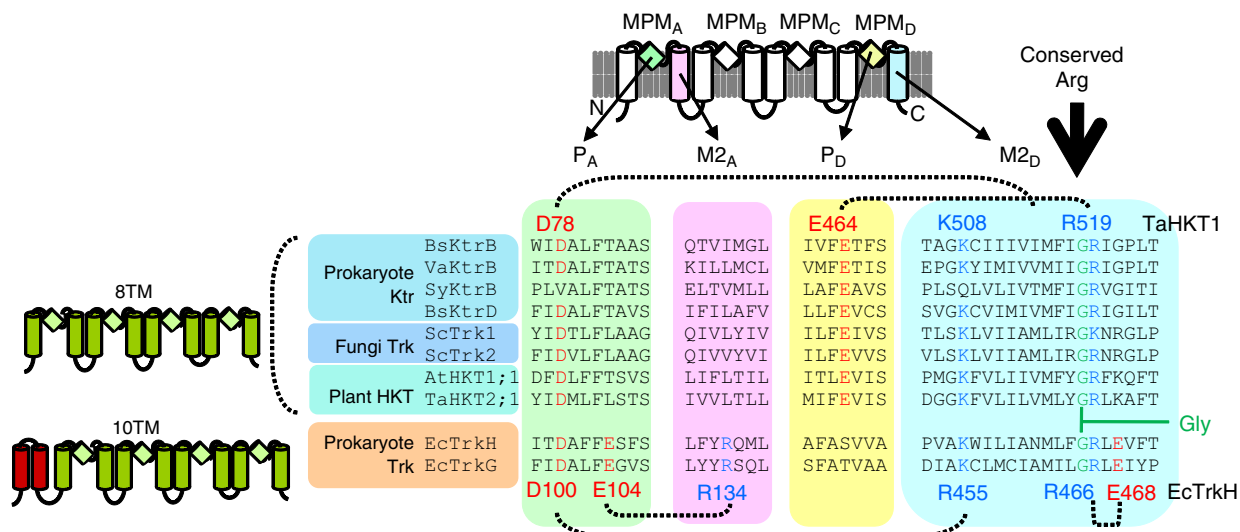 MPMA MPMB MPMC MPMD
Conserved
Arg
N
C
PA M2A PD M2D
D78 E464 K508 R519 TaHKT1
BsKtrB WIDALFTAAS QTVIMGL IVFETFS TAGKCIIIVIMFIGRIGPLT
VaKtrB ITDALFTATS KILLMCL VMFETIS EPGKYIMIVVMIIGRIGPLT
Prokaryote
Ktr
SyKtrB PLVALFTATS ELTVMLL LAFEAVS PLSQLVLITVMFIGRVGITI
BsKtrD FIDALFTAVS IFILAFV LLFEVCS SVGKCVIMVIMFIGRIGPLT
8TM
Fungi Trk
ScTrk1 YIDTLFLAAG QIVLYIV ILFEIVS TLSKLVIIAMLIRGKNRGLP
ScTrk2 FIDVLFLAAG QIVVYVI ILFEVVS VLSKLVIIAMLIRGRNRGLP
Plant HKT
AtHKT1;1 DFDLFFTSVS LIFLTIL ITLEVIS PMGKFVLIIVMFYGRFKQFT
TaHKT2;1 YIDMLFLSTS IVVLTLL MIFEVIS DGGKFVLIVMLYGRLKAFT
Gly
10TM
Prokaryote
Trk
EcTrkH ITDAFFESFS LFYRQML AFASVVA PVAKWILIANMLFGRLEVFT
EcTrkG FIDALFEGVS LYYRSQL SFATVAA DIAKCLMCIAMILGRLEIYP
D100 E104 R134 R455 R466 E468 EcTrkH